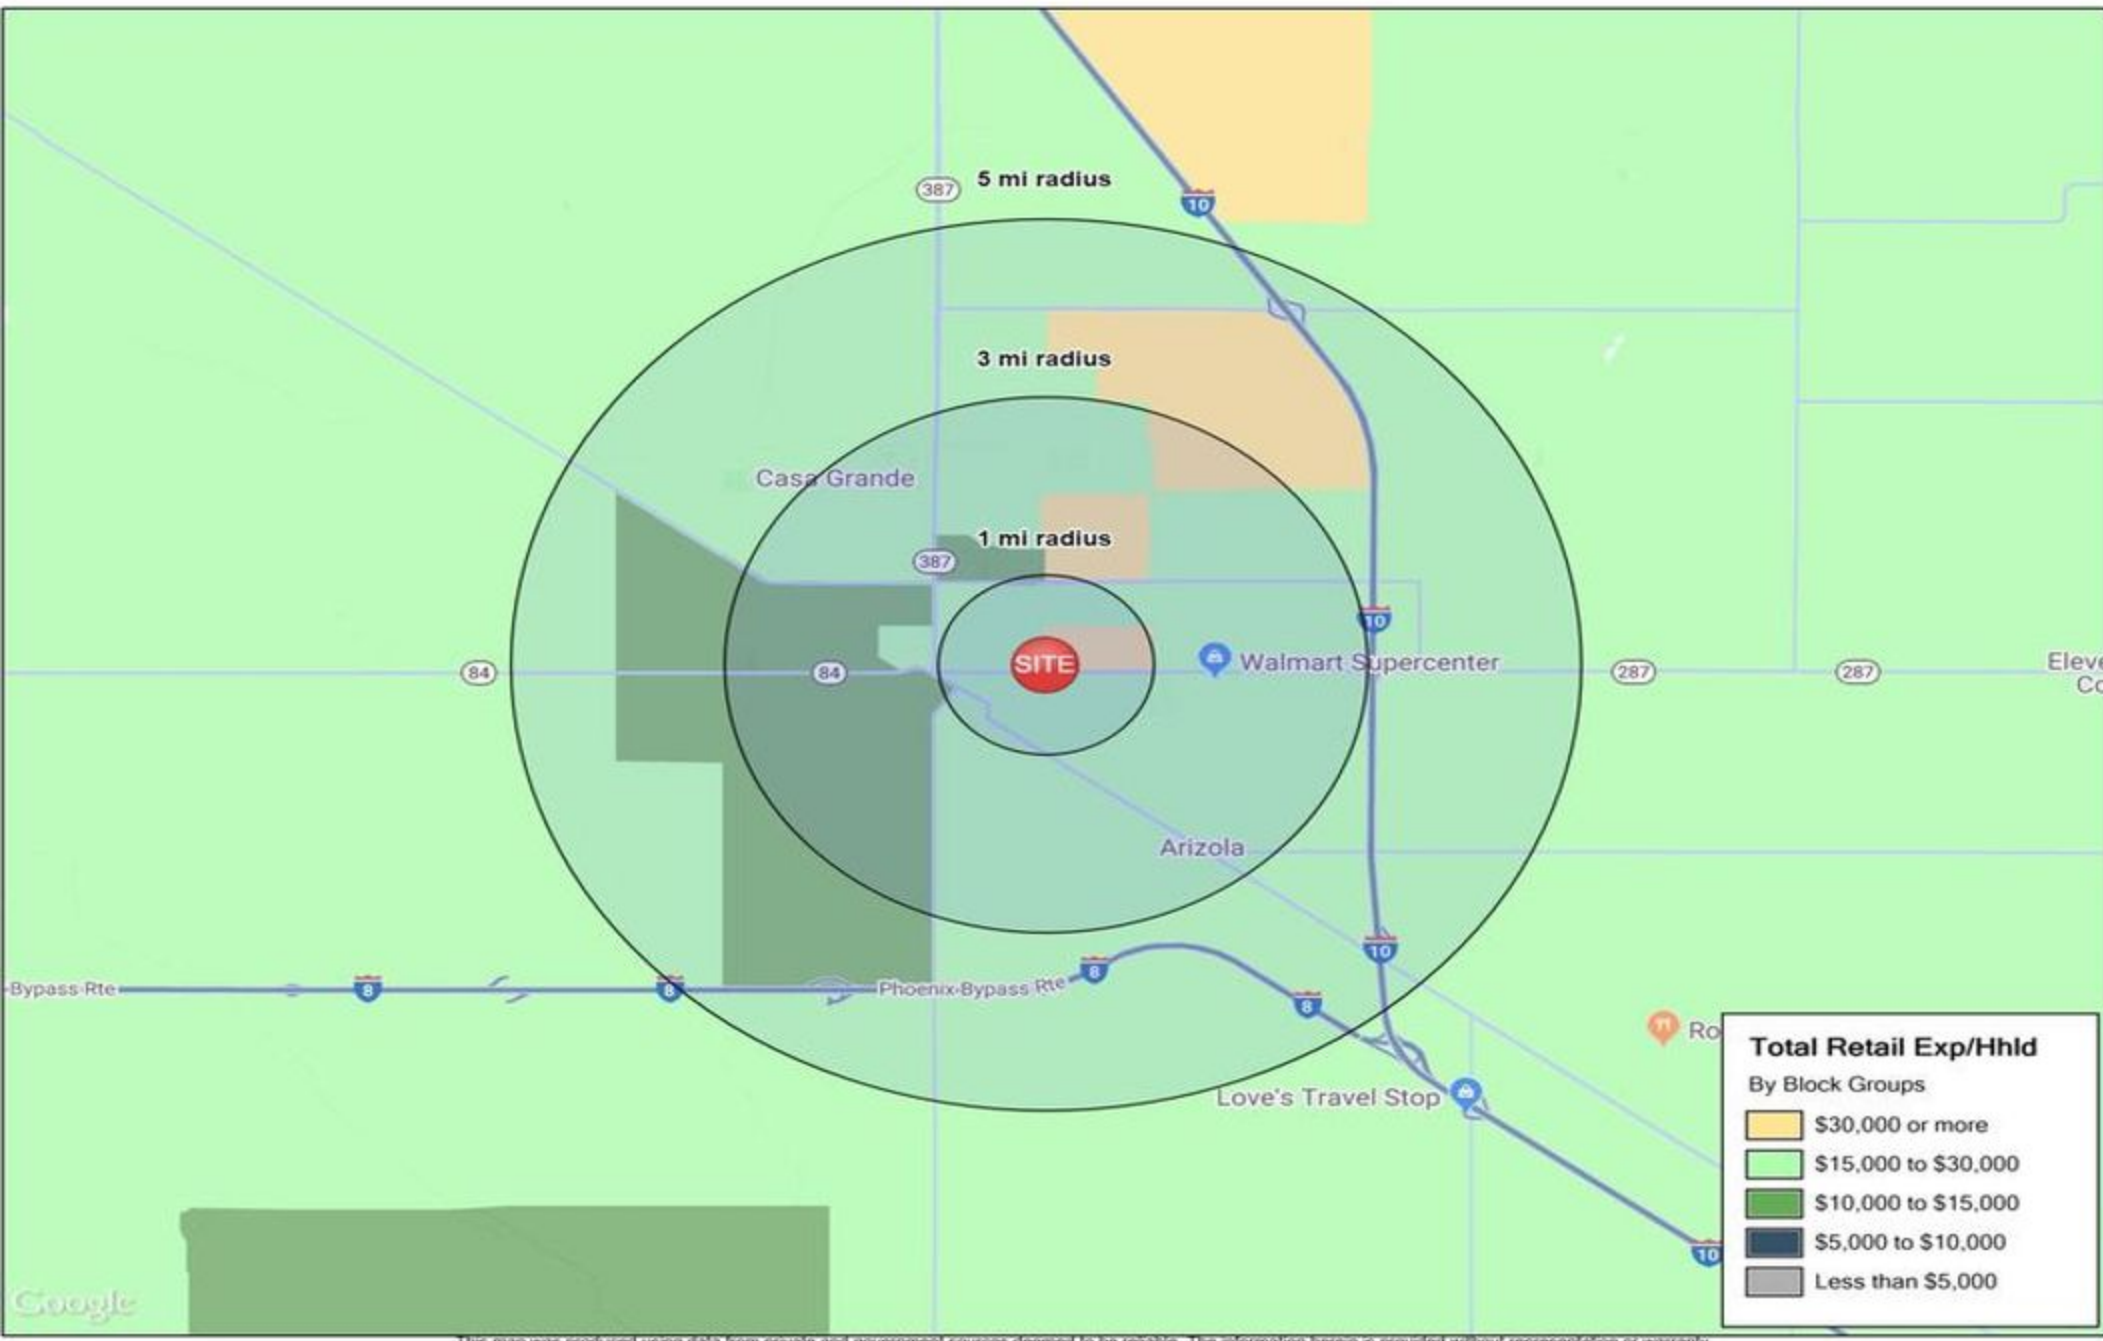 5 mi radius
387
10
3 mi radius
Casa Grande
1 mi radius
387
10
SITE
Walmart Supercenter
84
84
287
287
Eleve
Co
Arizola
10
8
Bypass Rte
8
8
Phoenix Bypass Rte
8
Ro
Love's Travel Stop
10
Total Retail Exp/Hhld
By Block Groups
$30,000 or more
$15,000 to $30,000
$10,000 to $15,000
$5,000 to $10,000
Less than $5,000
Google